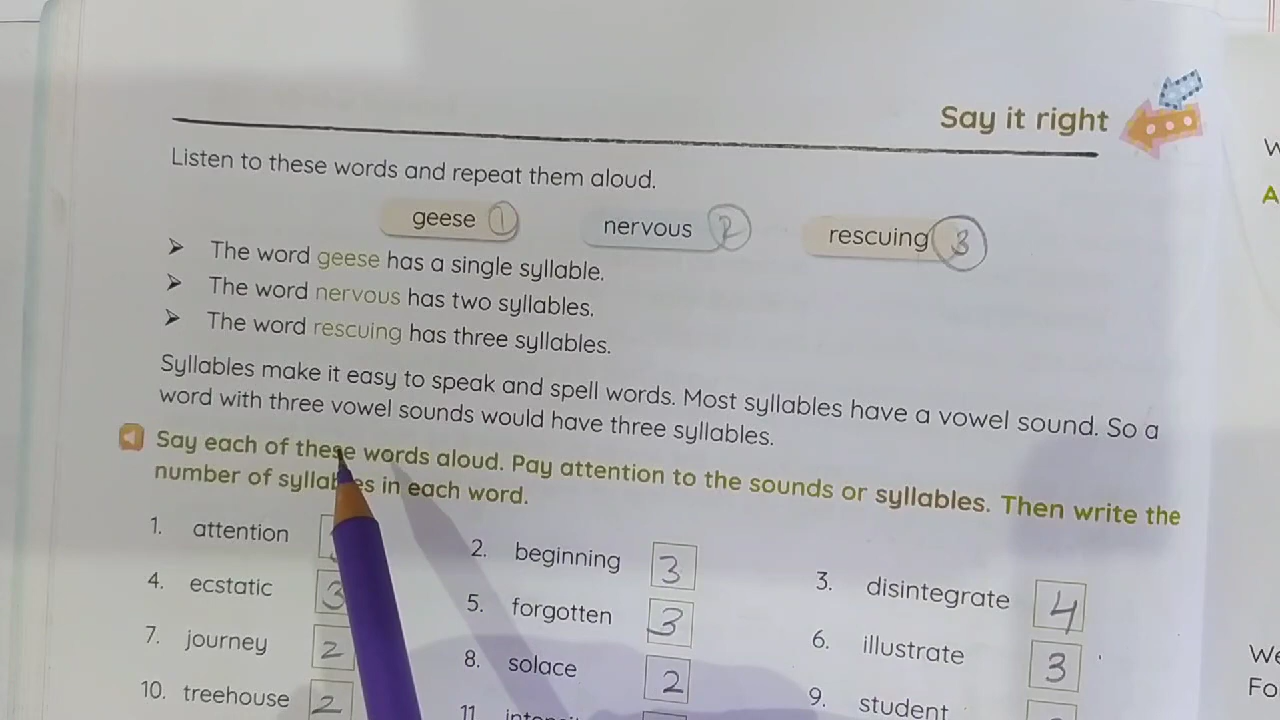 Say it right
Listen to these words and repeat them aloud.
geese 1 nervous 2 rescuing 3
➤ The word geese has a single syllable.
➤ The word nervous has two syllables.
➤ The word rescuing has three syllables.
Syllables make it easy to speak and spell words. Most syllables have a vowel sound. So a
word with three vowel sounds would have three syllables.
Say each of these words aloud. Pay attention to the sounds or syllables. Then write the
number of syllables in each word.
1. attention 2. beginning 3 3. disintegrate 4
4. ecstatic 3 5. forgotten 3 6. illustrate 3
7. journey 2 8. solace 2 9. student
10. treehouse 2 11
We
Fo